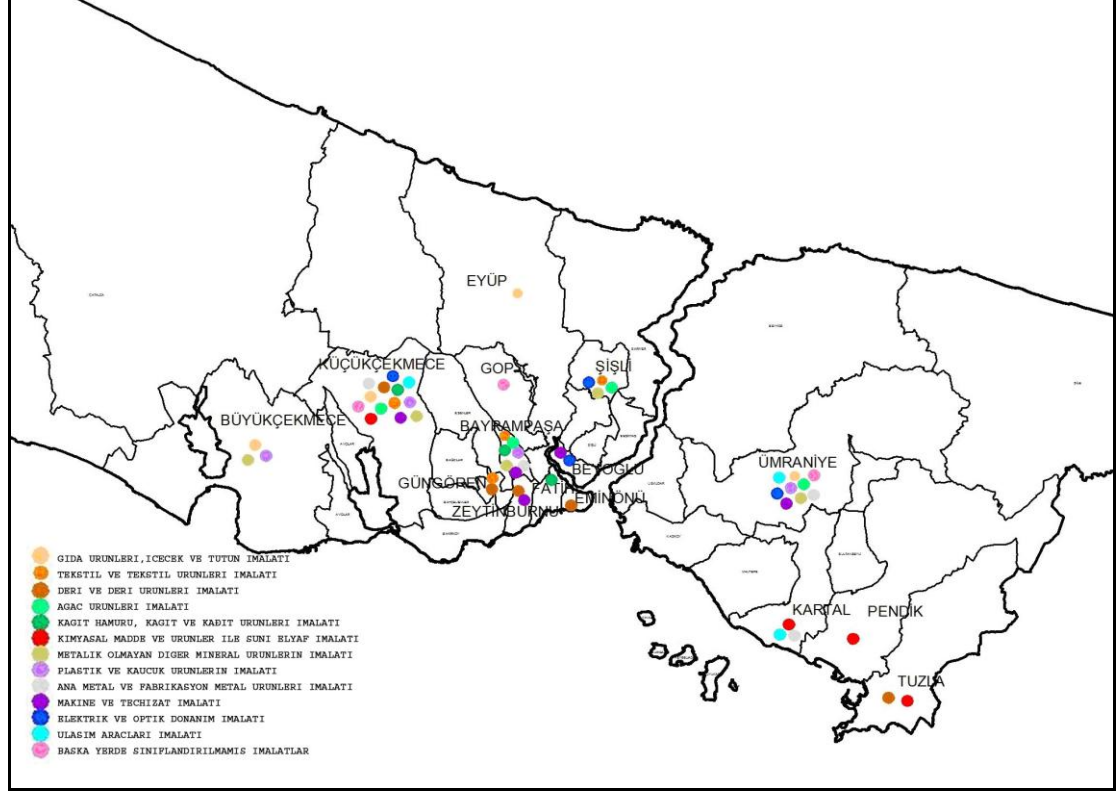 EYÜP
KÜÇÜKÇEKMECE
GOP
ŞİŞLİ
BÜYÜKÇEKMECE
BAYRAMPAŞA
ÜMRANİYE
BEYOGLU
GÜNGÖREN
FATİH
EMİNÖNÜ
ZEYTİNBURNU
KARTAL
PENDİK
TUZLA
GIDA URUNLERI,ICECEK VE TUTUN IMALATI
TEKSTIL VE TEKSTIL URUNLERI IMALATI
DERI VE DERI URUNLERI IMALATI
AGAC URUNLERI IMALATI
KAGIT HAMURU, KAGIT VE KAĐIT URUNLERI IMALATI
KIMYASAL MADDE VE URUNLER ILE SUNI ELYAF IMALATI
METALIK OLMAYAN DIGER MINERAL URUNLERIN IMALATI
PLASTIK VE KAUCUK URUNLERIN IMALATI
ANA METAL VE FABRIKASYON METAL URUNLERI IMALATI
MAKINE VE TECHIZAT IMALATI
ELEKTRIK VE OPTIK DONANIM IMALATI
ULASIM ARACLARI IMALATI
BASKA YERDE SINIFLANDIRILMAMIS IMALATLAR